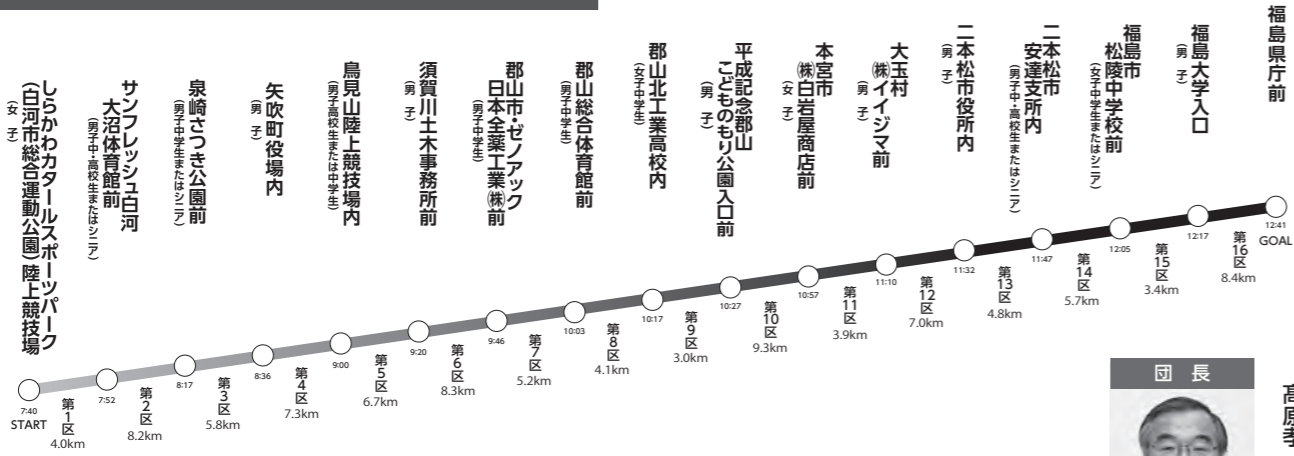 しらかわカタールスポーツパーク
（白河市総合運動公園）陸上競技場
（女　子）
7:40
START
第1区
4.0km
サンフレッシュ白河
大沼体育館前
（男子中・高校生またはシニア）
7:52
第2区
8.2km
泉崎さつき公園前
（男子中学生またはシニア）
8:17
第3区
5.8km
矢吹町役場内
（男　子）
8:36
第4区
7.3km
鳥見山陸上競技場内
（男子高校生または中学生）
9:00
第5区
6.7km
須賀川土木事務所前
（男　子）
9:20
第6区
8.3km
郡山市・ゼノアック
日本全薬工業㈱前
（男子中学生）
9:46
第7区
5.2km
郡山総合体育館前
（男子中学生）
10:03
第8区
4.1km
郡山北工業高校内
（女子中学生）
10:17
第9区
3.0km
平成記念郡山
こどものもり公園入口前
（男　子）
10:27
第10区
9.3km
本宮市
㈱白岩屋商店前
（女　子）
10:57
第11区
3.9km
大玉村
㈱イイジマ前
（男　子）
11:10
第12区
7.0km
二本松市役所内
（男　子）
11:32
第13区
4.8km
二本松市
安達支所内
（男子中・高校生またはシニア）
11:47
第14区
5.7km
福島市
松陵中学校前
（女子中学生またはシニア）
12:05
第15区
3.4km
福島大学入口
（男　子）
12:17
第16区
8.4km
福島県庁前
12:41
GOAL
団　長
髙原孝